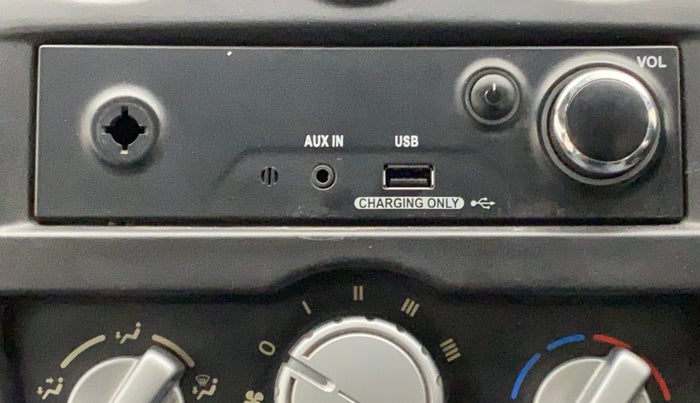 VOL
AUX IN USB
CHARGING ONLY
0 I II III IIII